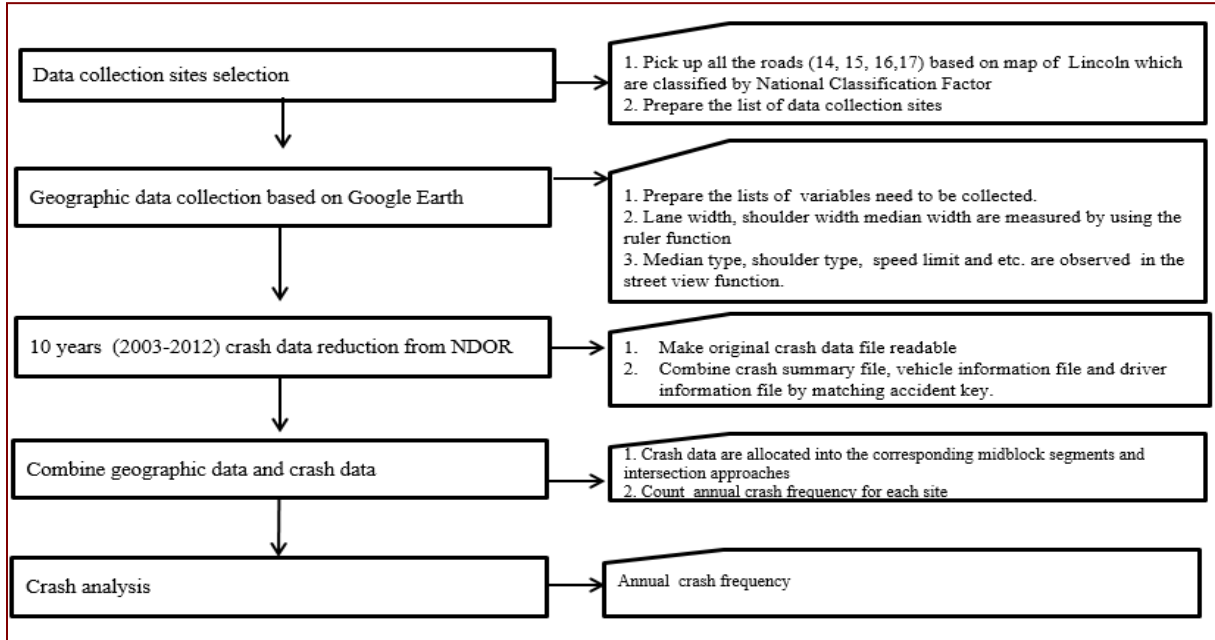 Data collection sites selection
1. Pick up all the roads (14, 15, 16,17) based on map of Lincoln which
are classified by National Classification Factor
2. Prepare the list of data collection sites
Geographic data collection based on Google Earth
1. Prepare the lists of variables need to be collected.
2. Lane width, shoulder width median width are measured by using the
ruler function
3. Median type, shoulder type, speed limit and etc. are observed in the
street view function.
10 years (2003-2012) crash data reduction from NDOR
1. Make original crash data file readable
2. Combine crash summary file, vehicle information file and driver
information file by matching accident key.
Combine geographic data and crash data
1. Crash data are allocated into the corresponding midblock segments and
intersection approaches
2. Count annual crash frequency for each site
Crash analysis
Annual crash frequency